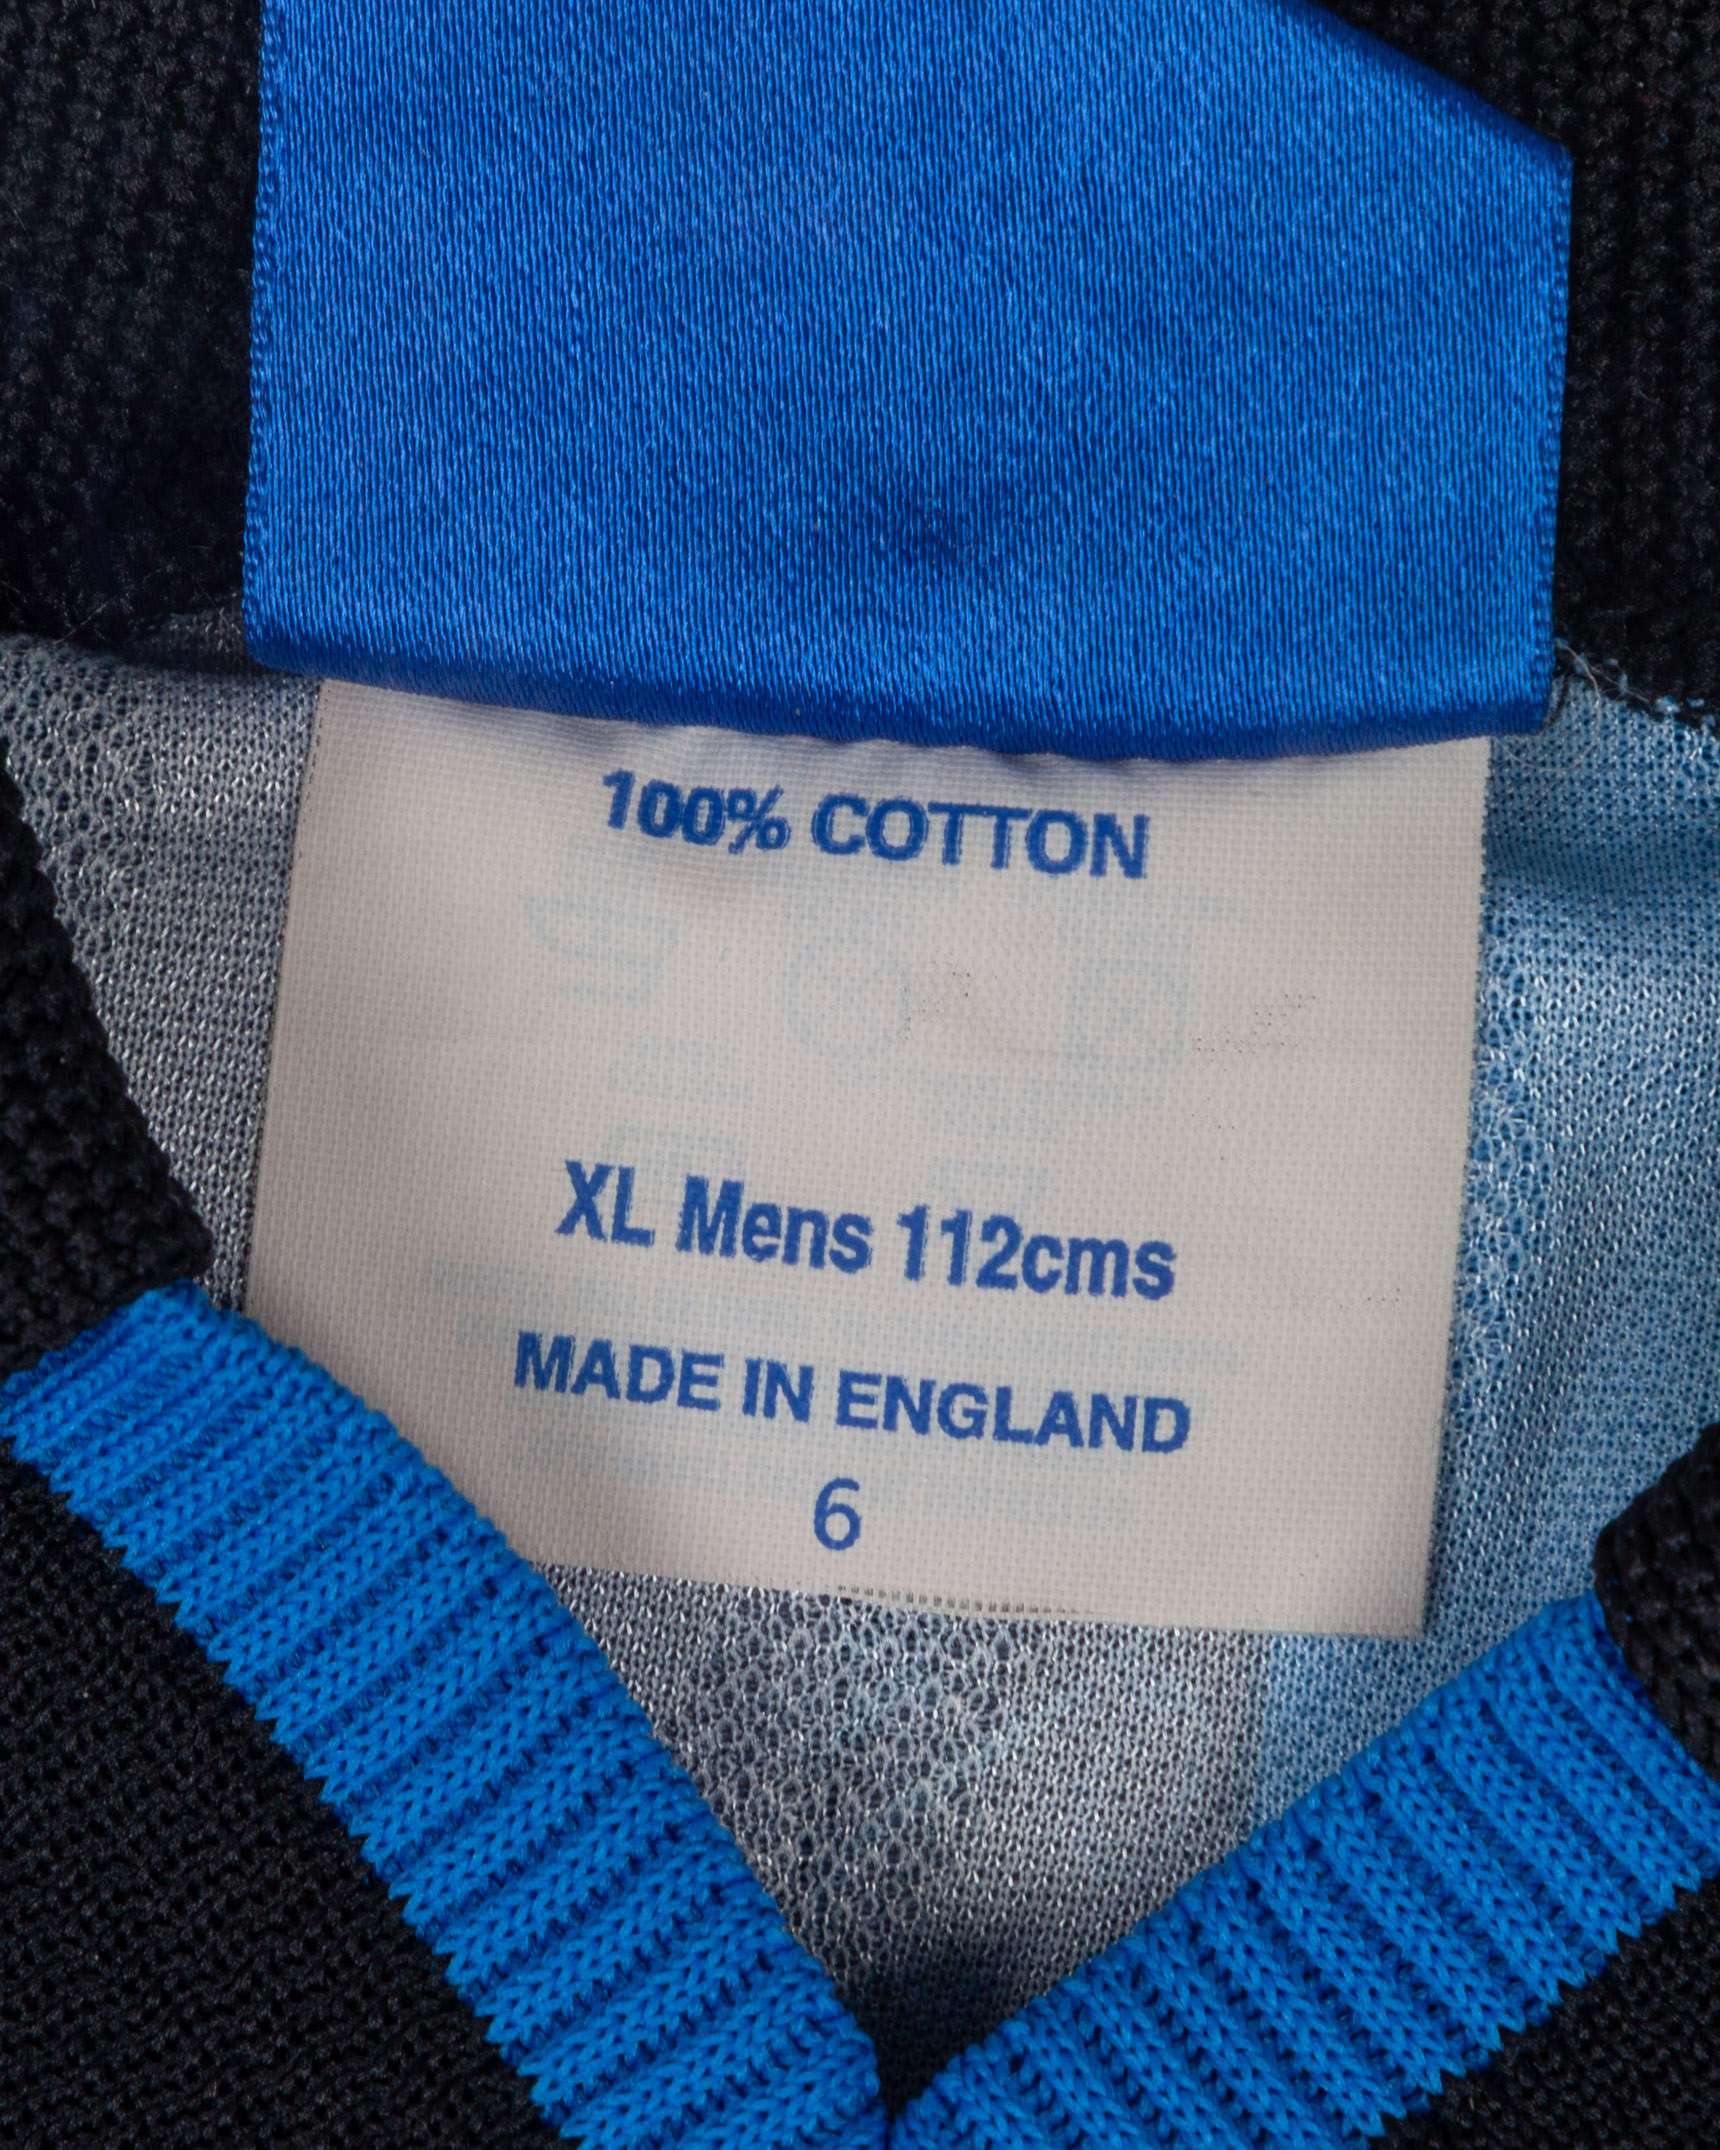 100% COTTON
XL Mens 112cms
MADE IN ENGLAND
6